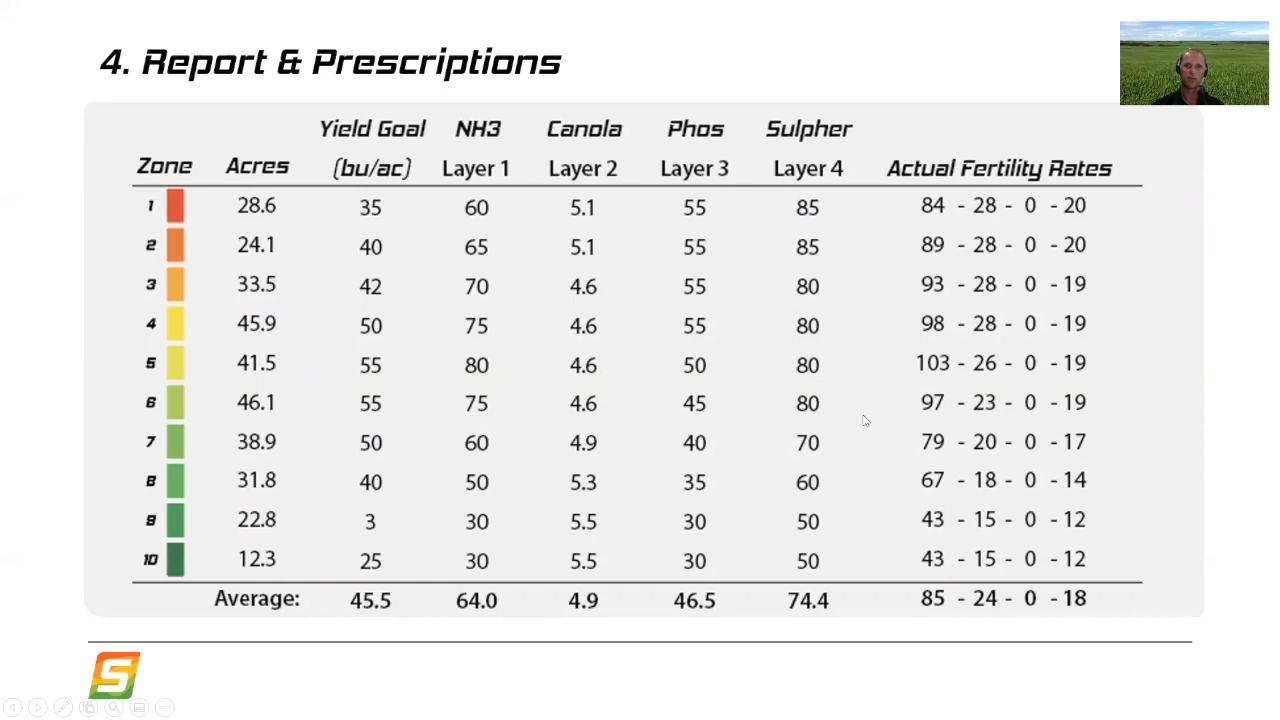 4. Report & Prescriptions
Yield Goal NH3 Canola Phos Sulpher
Zone Acres (bu/ac) Layer 1 Layer 2 Layer 3 Layer 4 Actual Fertility Rates
1 28.6 35 60 5.1 55 85 84 - 28 - 0 - 20
2 24.1 40 65 5.1 55 85 89 - 28 - 0 - 20
3 33.5 42 70 4.6 55 80 93 - 28 - 0 - 19
4 45.9 50 75 4.6 55 80 98 - 28 - 0 - 19
5 41.5 55 80 4.6 50 80 103 - 26 - 0 - 19
6 46.1 55 75 4.6 45 80 97 - 23 - 0 - 19
7 38.9 50 60 4.9 40 70 79 - 20 - 0 - 17
8 31.8 40 50 5.3 35 60 67 - 18 - 0 - 14
9 22.8 3 30 5.5 30 50 43 - 15 - 0 - 12
10 12.3 25 30 5.5 30 50 43 - 15 - 0 - 12
Average: 45.5 64.0 4.9 46.5 74.4 85 - 24 - 0 - 18
S